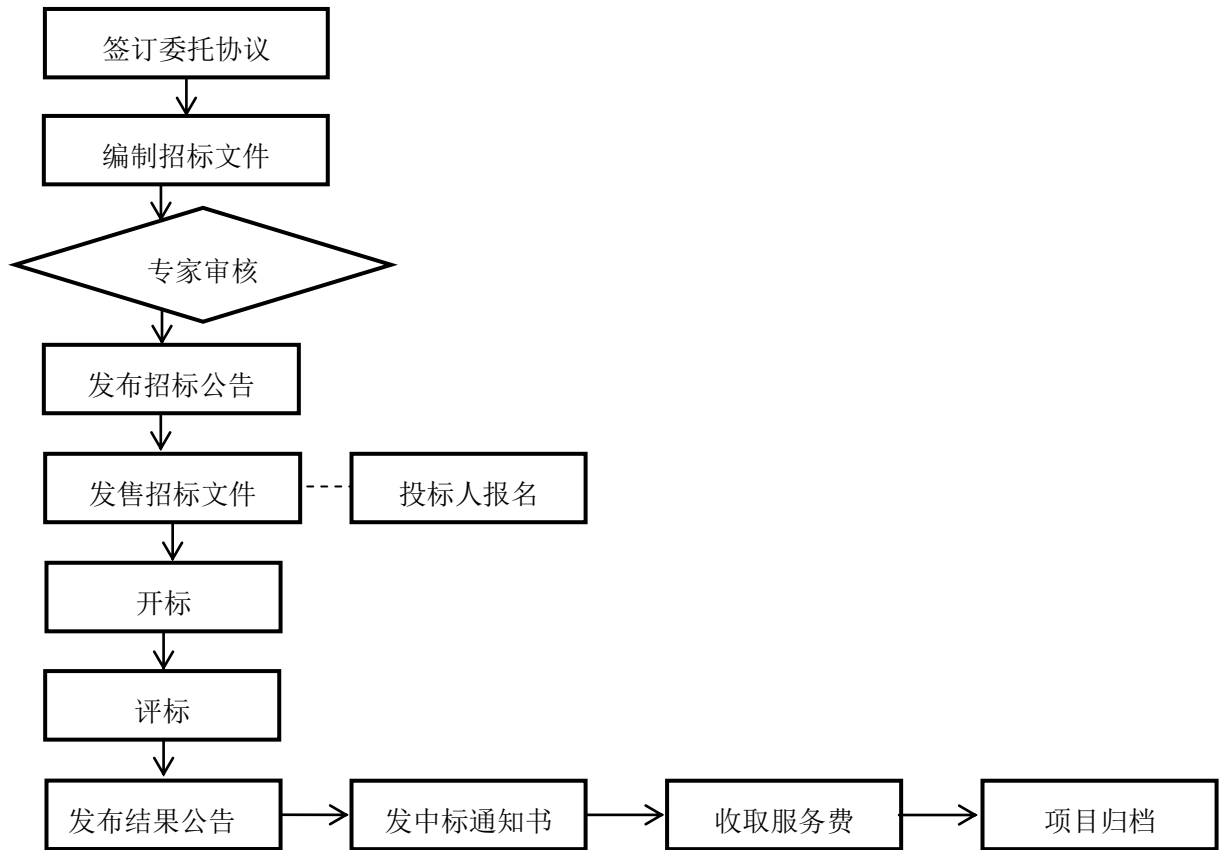 签订委托协议
编制招标文件
专家审核
发布招标公告
发售招标文件
投标人报名
开标
评标
发布结果公告
发中标通知书
收取服务费
项目归档